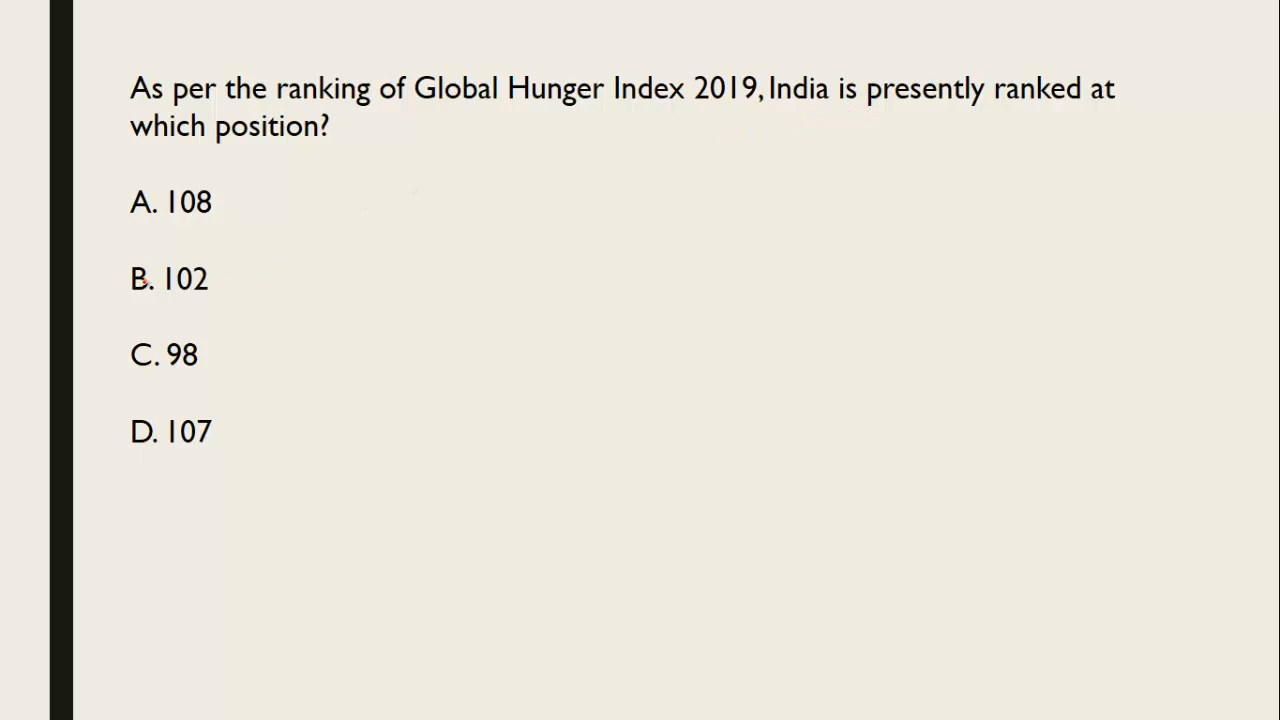 As per the ranking of Global Hunger Index 2019, India is presently ranked at
which position?
A. 108
B. 102
C. 98
D. 107